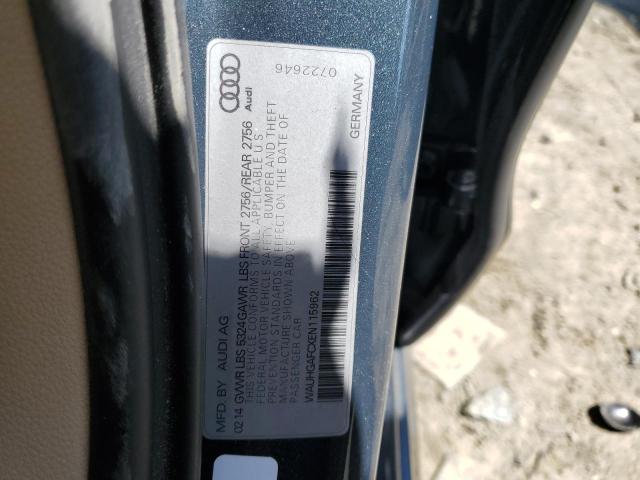 Audi
0722646
MFD. BY AUDI AG
GERMANY
02 14 GVWR LBS 5324 GAWR LBS FRONT 2756/REAR 2756
THIS VEHICLE CONFORMS TO ALL APPLICABLE U S
FEDERAL MOTOR VEHICLE SAFETY, BUMPER AND THEFT
PREVENTION STANDARDS IN EFFECT ON THE DATE OF
MANUFACTURE SHOWN ABOVE
PASSENGER CAR
WAUHGAFCXEN115962